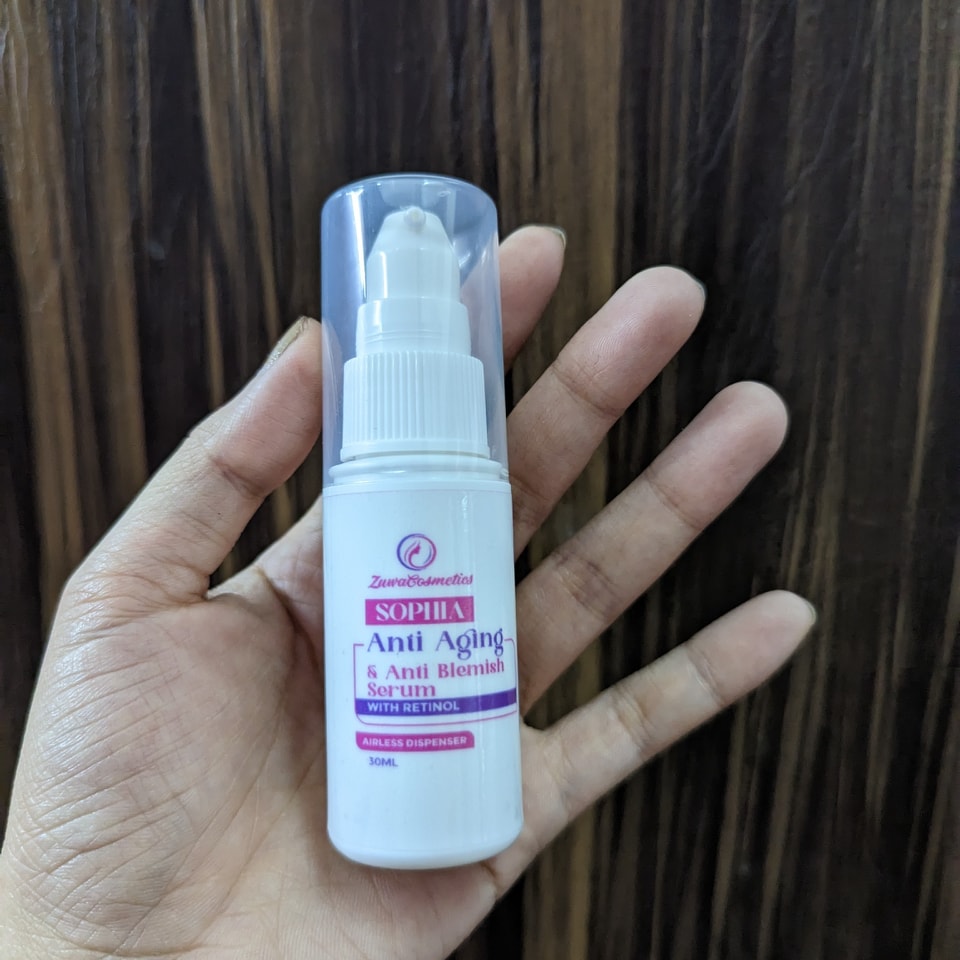 ZuwaCosmetics
SOPHIA
Anti Aging
& Anti Blemish
Serum
WITH RETINOL
AIRLESS DISPENSER
30ML